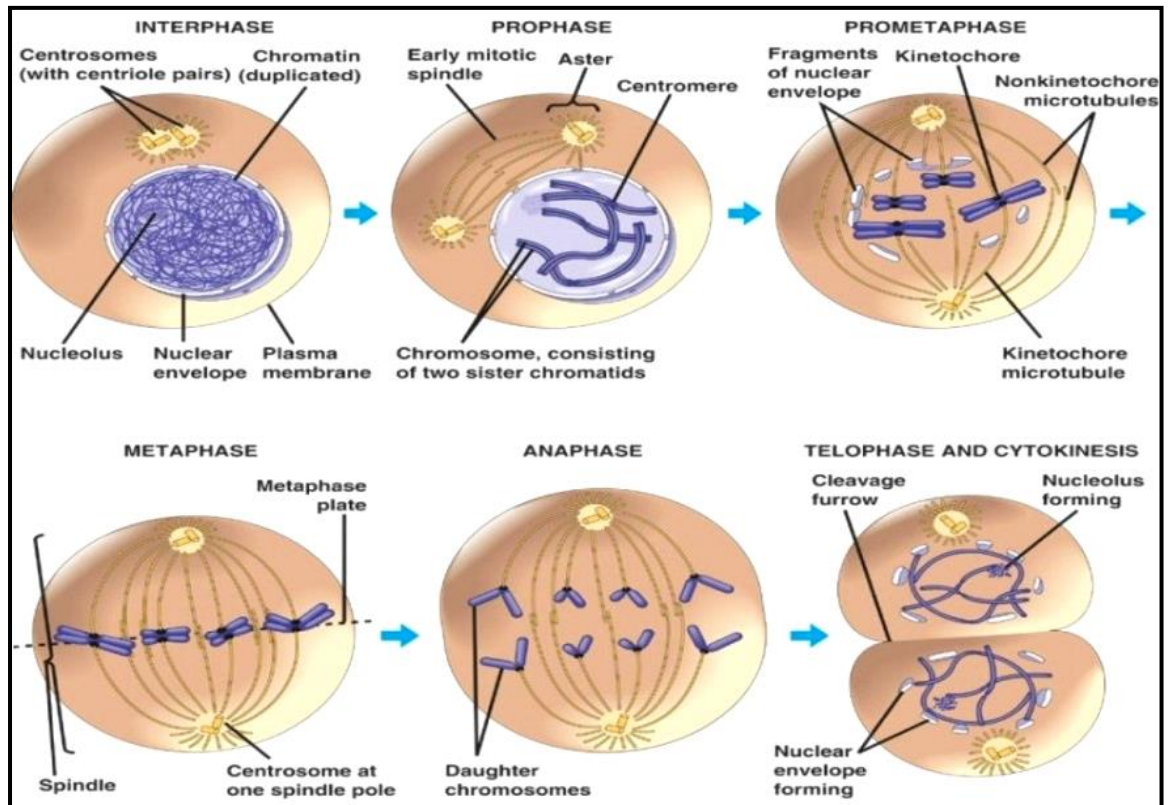 INTERPHASE
Centrosomes
(with centriole pairs)
Chromatin
(duplicated)
Nucleolus
Nuclear
envelope
Plasma
membrane
PROPHASE
Early mitotic
spindle
Aster
Centromere
Chromosome, consisting
of two sister chromatids
PROMETAPHASE
Fragments
of nuclear
envelope
Kinetochore
Nonkinetochore
microtubules
Kinetochore
microtubule
METAPHASE
Metaphase
plate
Spindle
Centrosome at
one spindle pole
ANAPHASE
Daughter
chromosomes
TELOPHASE AND CYTOKINESIS
Cleavage
furrow
Nucleolus
forming
Nuclear
envelope
forming